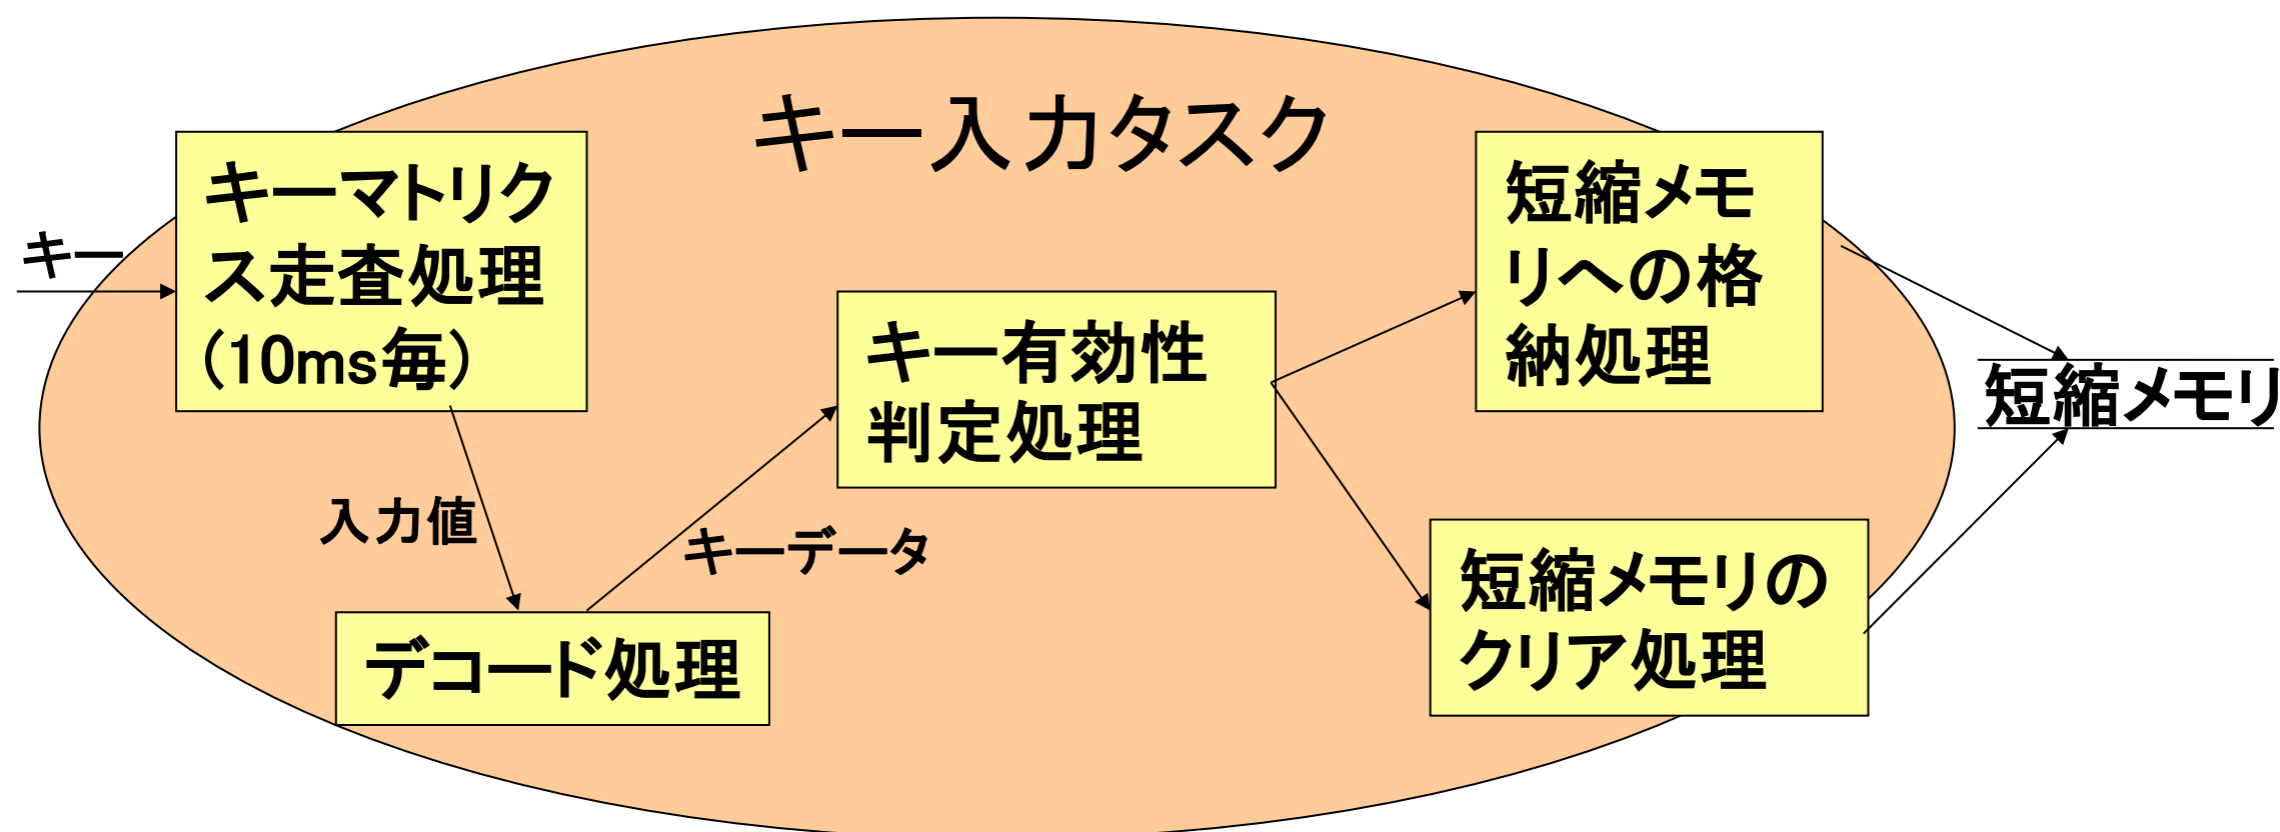 キー入力タスク
キー
キーマトリク
ス走査処理
(10ms毎)
入力値
デコード処理
キーデータ
キー有効性
判定処理
短縮メモ
リへの格
納処理
短縮メモリの
クリア処理
短縮メモリ